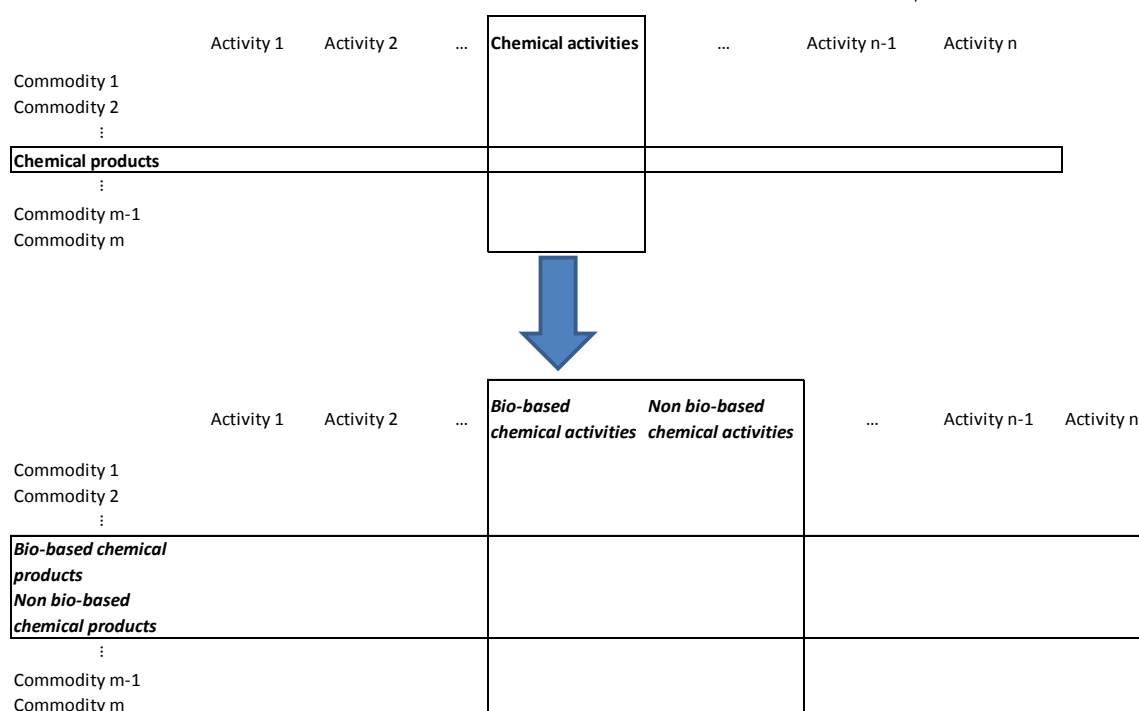 Activity 1 Activity 2 ... Chemical activities ... Activity n-1 Activity n
Commodity 1
Commodity 2
⋮
Chemical products
⋮
Commodity m-1
Commodity m
Activity 1 Activity 2 ... Bio-based chemical activities Non bio-based chemical activities ... Activity n-1 Activity n
Commodity 1
Commodity 2
⋮
Bio-based chemical
products
Non bio-based
chemical products
⋮
Commodity m-1
Commodity m